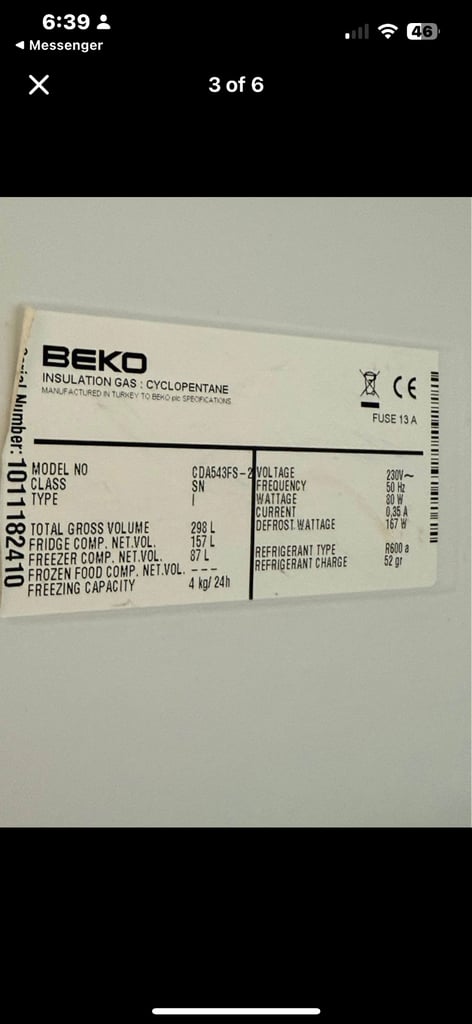 6:39
46
◀ Messenger
3 of 6
BEKO
INSULATION GAS : CYCLOPENTANE
MANUFACTURED IN TURKEY TO BEKO plc SPECIFICATIONS
CE
FUSE 13 A
Serial Number: 1011182410
MODEL NO CDA543FS-2
CLASS SN
TYPE I
TOTAL GROSS VOLUME 298 L
FRIDGE COMP. NET.VOL. 157 L
FREEZER COMP. NET.VOL. 87 L
FROZEN FOOD COMP. NET.VOL. ---
FREEZING CAPACITY 4 kg/24h
VOLTAGE 230V~
FREQUENCY 50 Hz
WATTAGE 80 W
CURRENT 0,35 A
DEFROST WATTAGE 167 W
REFRIGERANT TYPE R600 a
REFRIGERANT CHARGE 52 gr